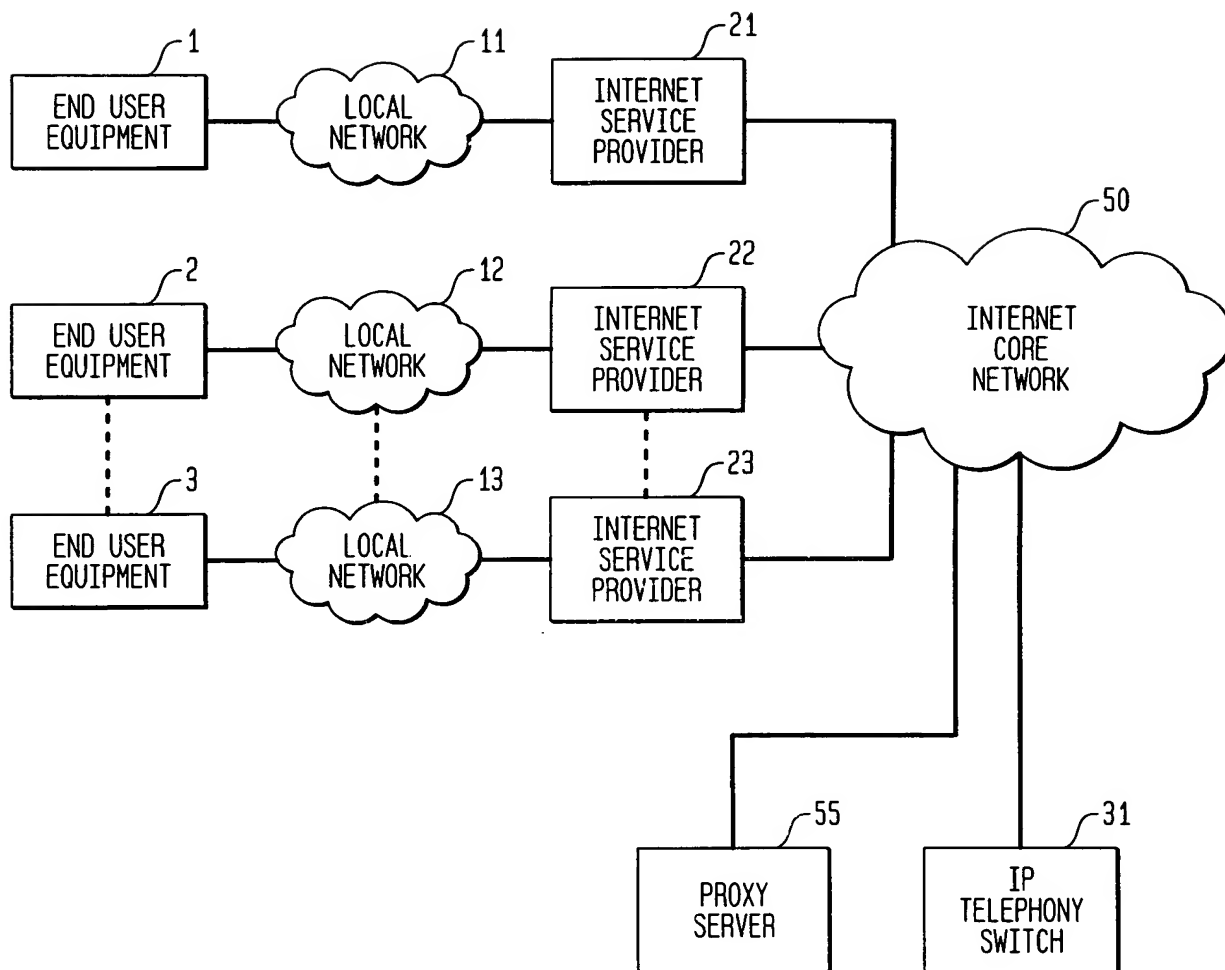 1
11
21
END USER
EQUIPMENT
LOCAL
NETWORK
INTERNET
SERVICE
PROVIDER
50
2
12
22
END USER
EQUIPMENT
LOCAL
NETWORK
INTERNET
SERVICE
PROVIDER
INTERNET
CORE
NETWORK
3
13
23
END USER
EQUIPMENT
LOCAL
NETWORK
INTERNET
SERVICE
PROVIDER
55
31
PROXY
SERVER
IP
TELEPHONY
SWITCH